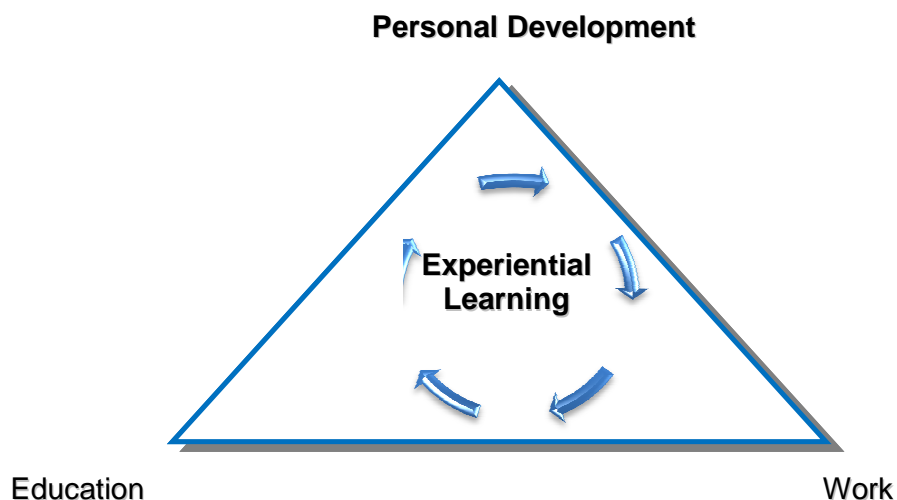 Personal Development
Experiential
Learning
Education
Work